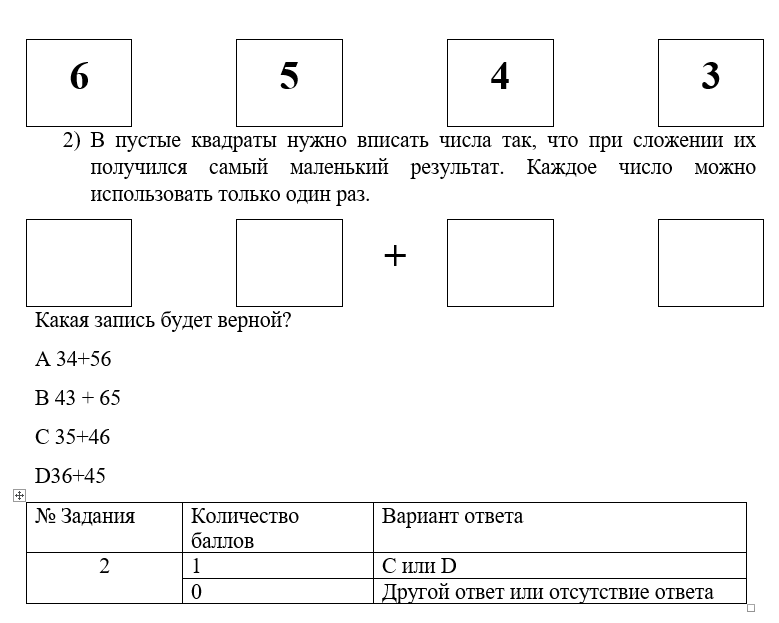 6 5 4 3
2) В пустые квадраты нужно вписать числа так, что при сложении их
получился самый маленький результат. Каждое число можно
использовать только один раз.
+
Какая запись будет верной?
А 34+56
В 43 + 65
С 35+46
D36+45
№ Задания Количество баллов Вариант ответа
2 1 С или D
0 Другой ответ или отсутствие ответа